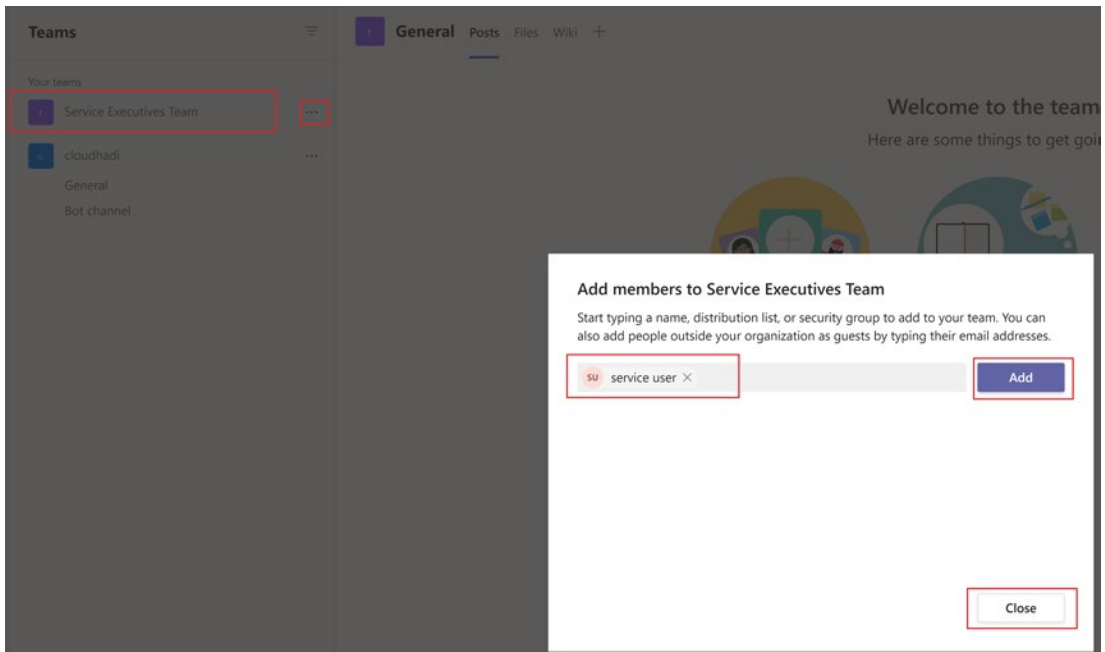 Teams
General Posts Files Wiki
Your teams
Service Executives Team
cloudhadi
General
Bot channel
Welcome to the team
Here are some things to get goi
Add members to Service Executives Team
Start typing a name, distribution list, or security group to add to your team. You can
also add people outside your organization as guests by typing their email addresses.
SU service user
Add
Close